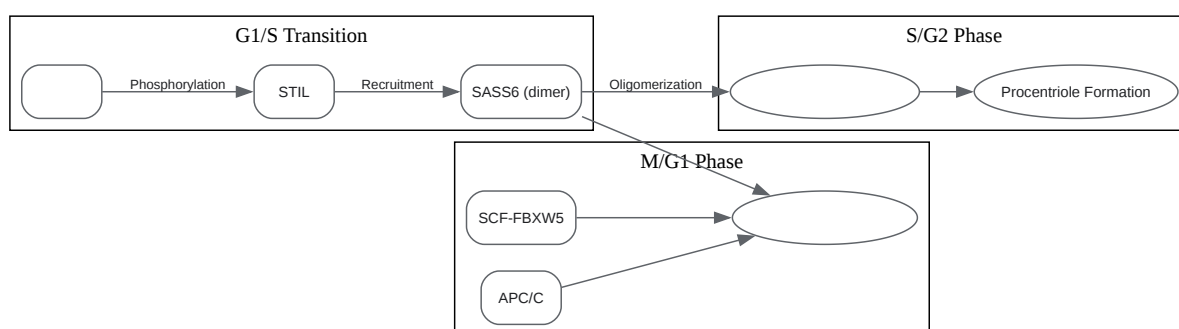 G1/S Transition
S/G2 Phase
Phosphorylation
STIL
Recruitment
SASS6 (dimer)
Oligomerization
Procentriole Formation
M/G1 Phase
SCF-FBXW5
APC/C